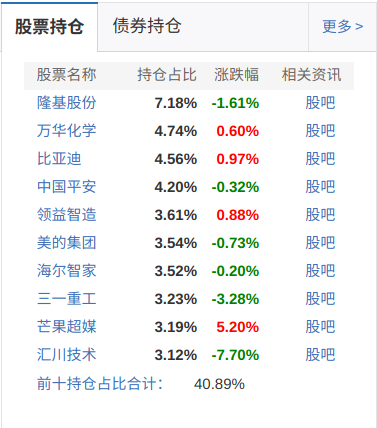 股票持仓 债券持仓 更多>
股票名称 持仓占比 涨跌幅 相关资讯
隆基股份 7.18% -1.61% 股吧
万华化学 4.74% 0.60% 股吧
比亚迪 4.56% 0.97% 股吧
中国平安 4.20% -0.32% 股吧
领益智造 3.61% 0.88% 股吧
美的集团 3.54% -0.73% 股吧
海尔智家 3.52% -0.20% 股吧
三一重工 3.23% -3.28% 股吧
芒果超媒 3.19% 5.20% 股吧
汇川技术 3.12% -7.70% 股吧
前十持仓占比合计: 40.89%